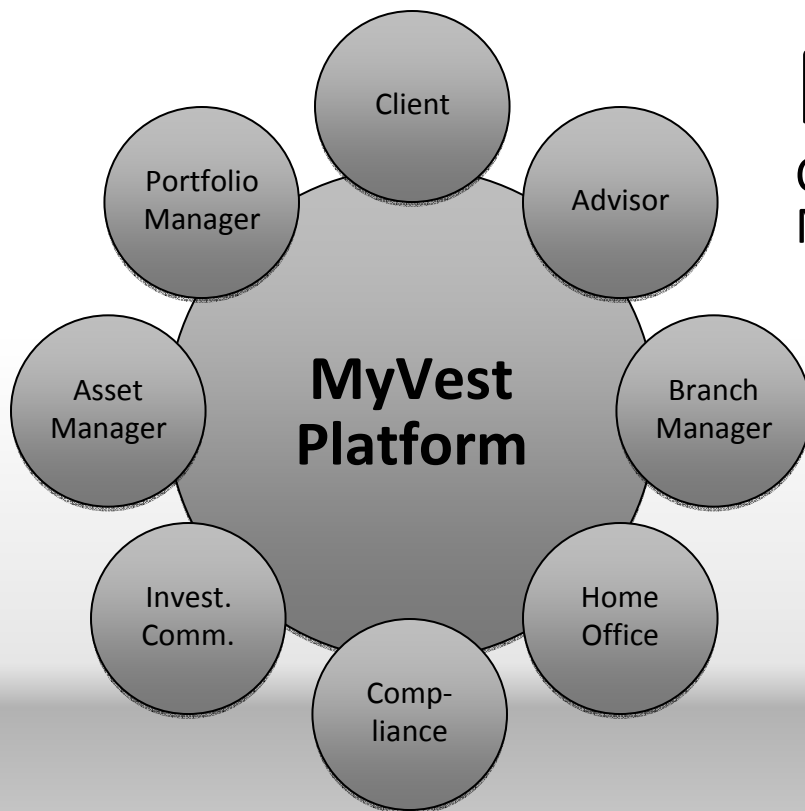 Client
Advisor
Branch
Manager
Home
Office
Comp-
liance
Invest.
Comm.
Asset
Manager
Portfolio
Manager
MyVest
Platform